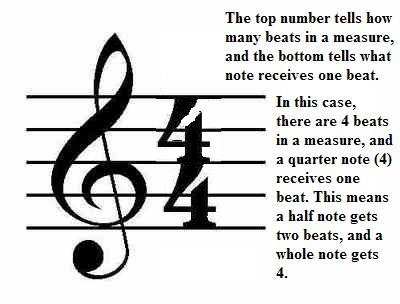 The top number tells how
many beats in a measure,
and the bottom tells what
note receives one beat.
In this case,
there are 4 beats
in a measure, and
a quarter note (4)
receives one
beat. This means
a half note gets
two beats, and a
whole note gets
4.
4
4